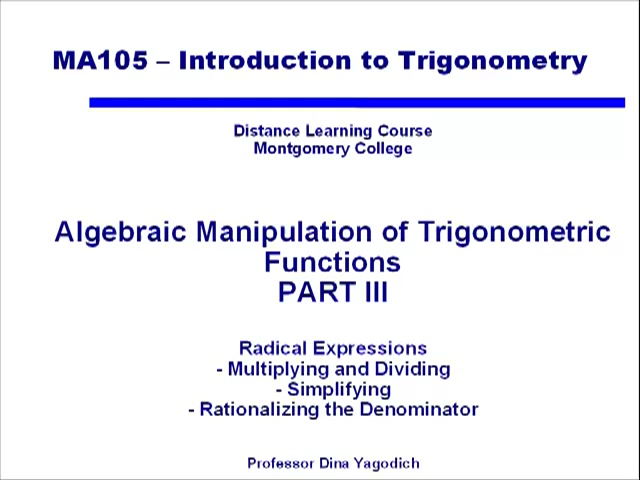 MA105 – Introduction to Trigonometry
Distance Learning Course
Montgomery College
Algebraic Manipulation of Trigonometric
Functions
PART III
Radical Expressions
- Multiplying and Dividing
- Simplifying
- Rationalizing the Denominator
Professor Dina Yagodich